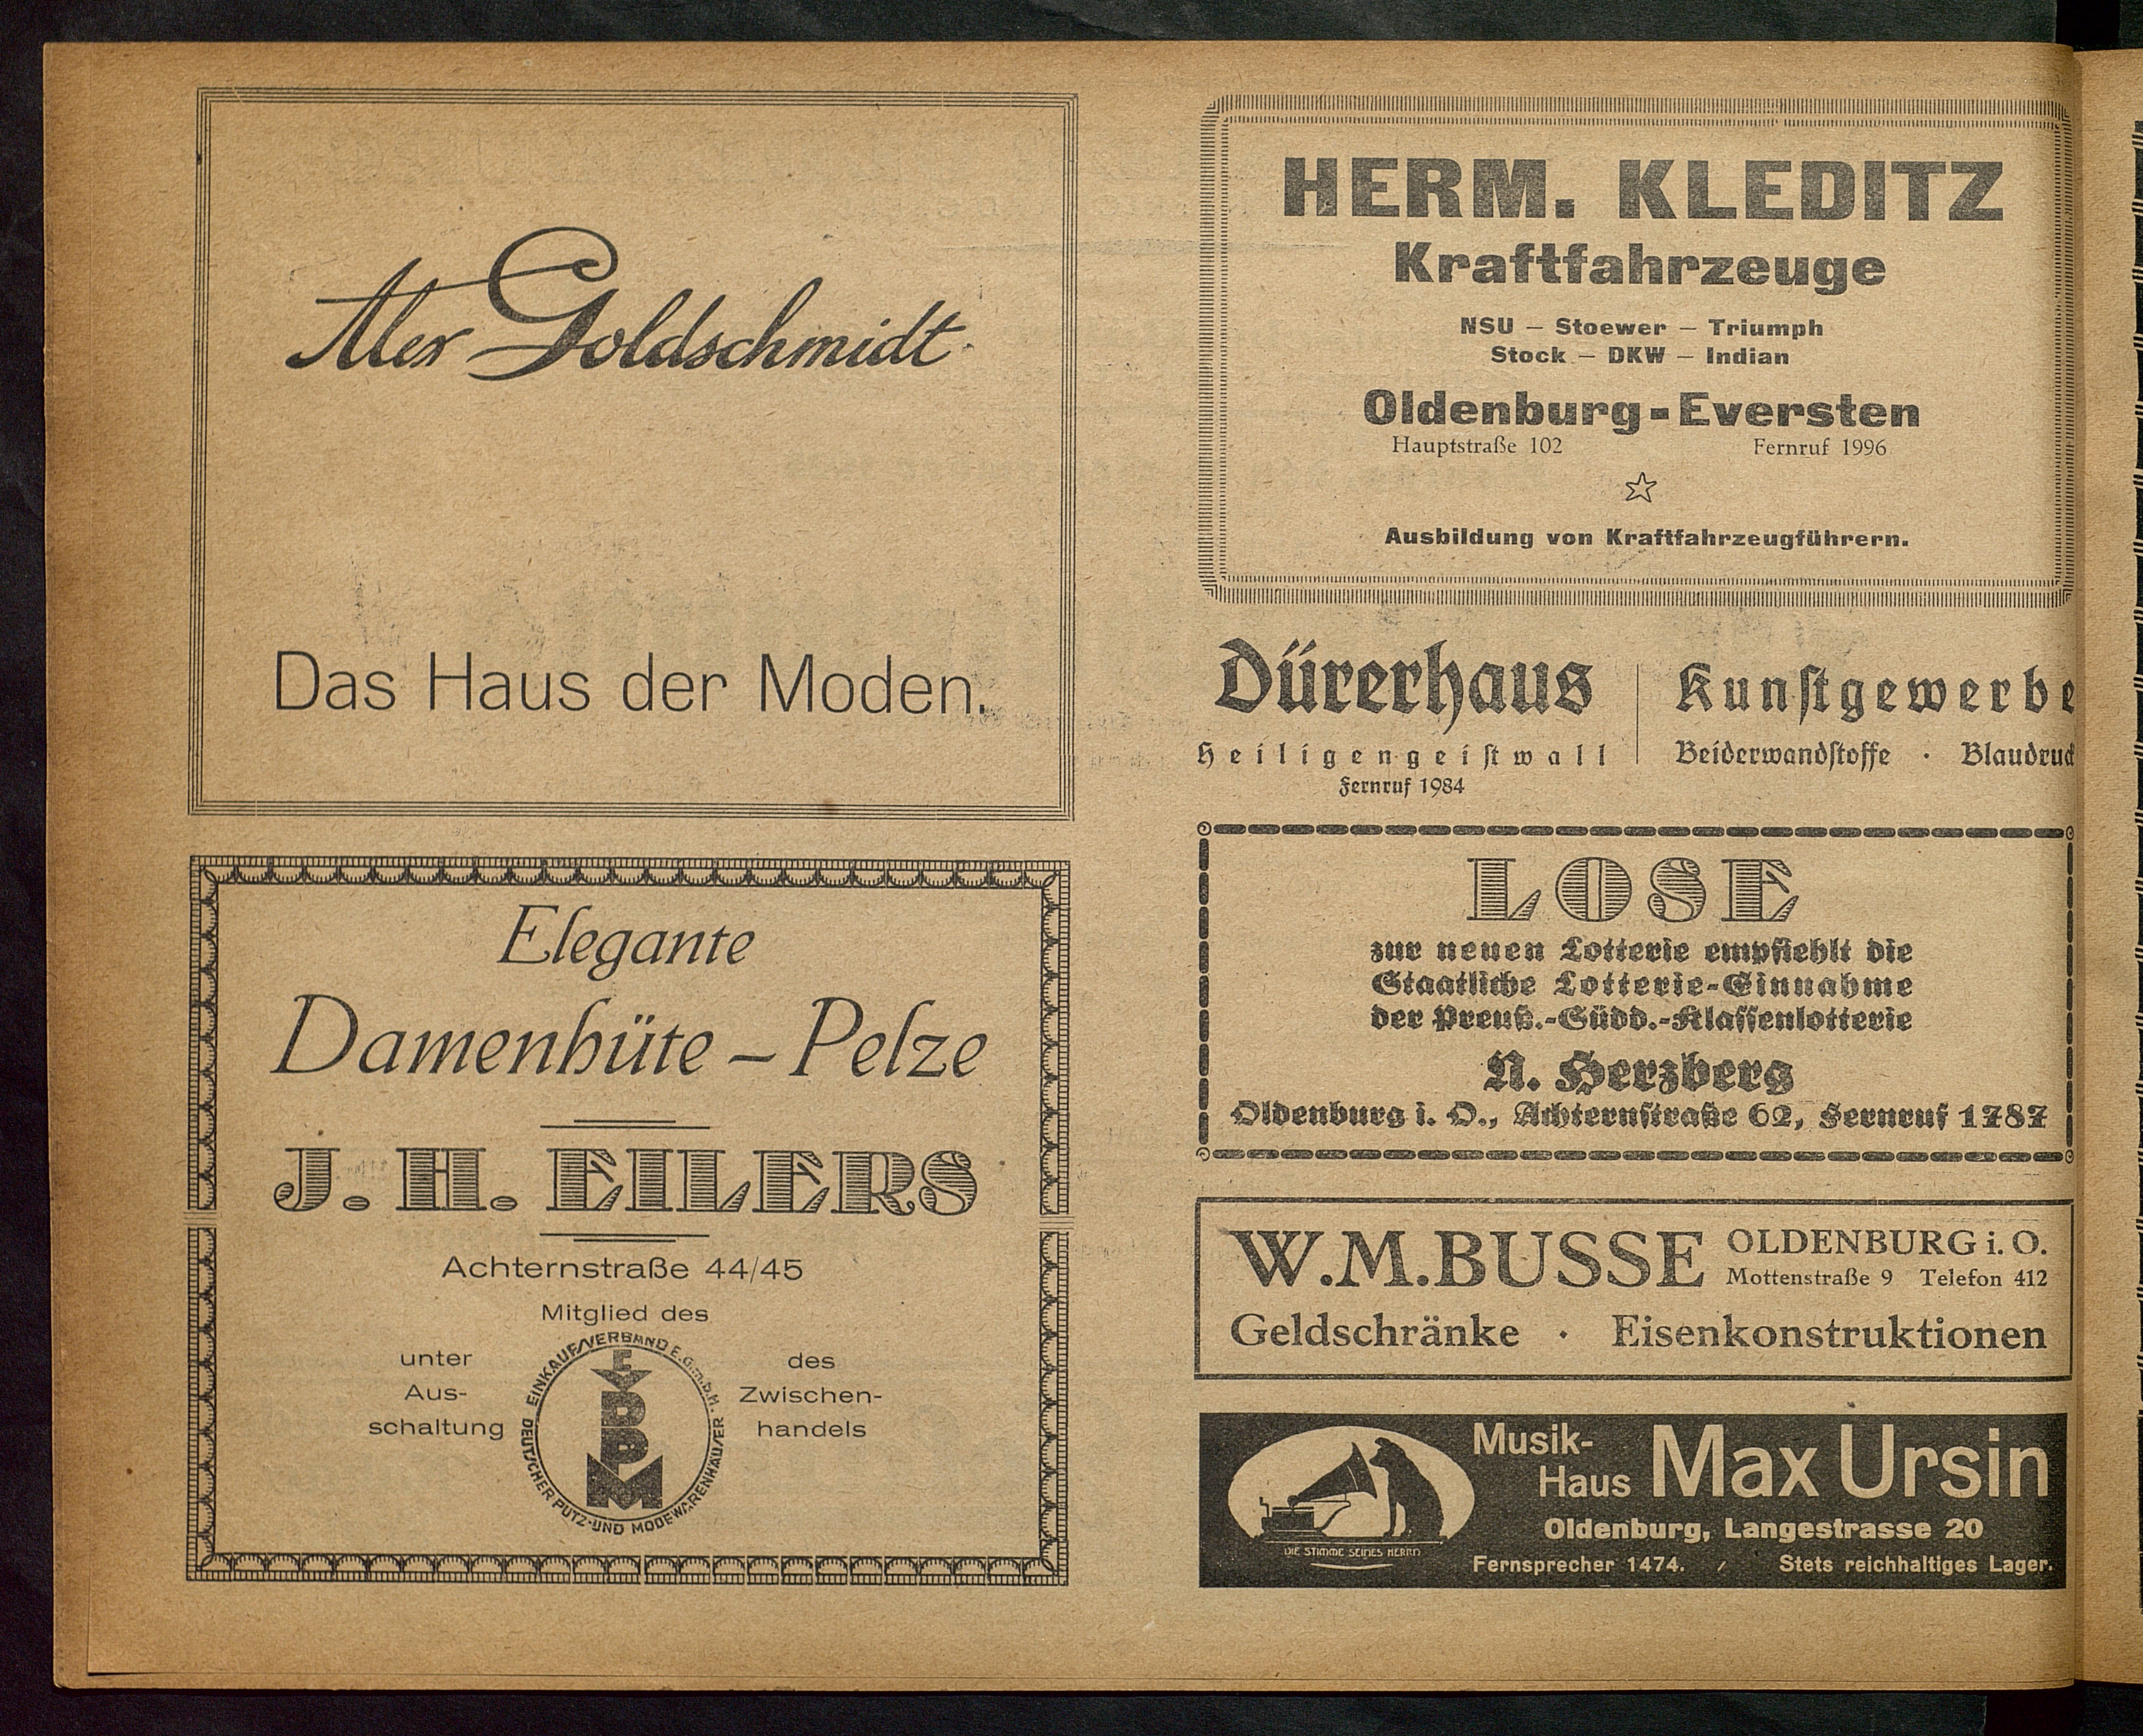 Alex Goldschmidt
Das Haus der Moden.
Elegante
Damenhüte – Pelze
J. H. EILERS
Achternstraße 44/45
Mitglied des
unter
Aus-
schaltung
EINKAUFSVERBAND E.G.m.b.H.
DEUTSCHER PUTZ-UND MODEWARENHÄUSER
E
V
D
P
M
des
Zwischen-
handels
HERM. KLEDITZ
Kraftfahrzeuge
NSU – Stoewer – Triumph
Stock – DKW – Indian
Oldenburg-Eversten
Hauptstraße 102 Fernruf 1996
Ausbildung von Kraftfahrzeugführern.
Dürerhaus
Heiligengeistwall
Fernruf 1984
Kunstgewerbe
Beiderwandstoffe · Blaudruck
LOSE
zur neuen Lotterie empfiehlt die
Staatliche Lotterie-Einnahme
der Preuß.-Südd.-Klassenlotterie
N. Herzberg
Oldenburg i. O., Achternstraße 62, Fernruf 1787
W.M.BUSSE OLDENBURG i. O.
Mottenstraße 9 Telefon 412
Geldschränke · Eisenkonstruktionen
DIE STIMME SEINES HERRN
Musik-
Haus Max Ursin
Oldenburg, Langestrasse 20
Fernsprecher 1474. / Stets reichhaltiges Lager.